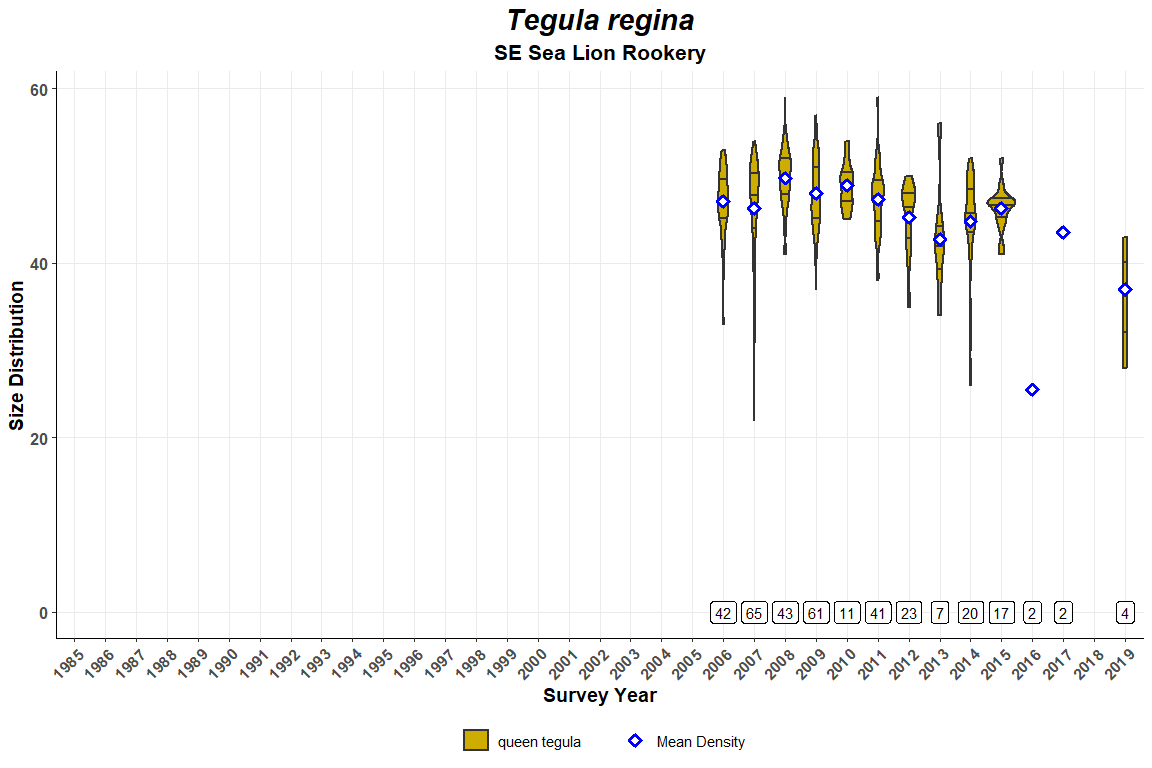 Tegula regina
SE Sea Lion Rookery
Size Distribution
60
40
20
0
42 65 43 61 11 41 23 7 20 17 2 2 4
1985 1986 1987 1988 1989 1990 1991 1992 1993 1994 1995 1996 1997 1998 1999 2000 2001 2002 2003 2004 2005 2006 2007 2008 2009 2010 2011 2012 2013 2014 2015 2016 2017 2018 2019
Survey Year
queen tegula Mean Density